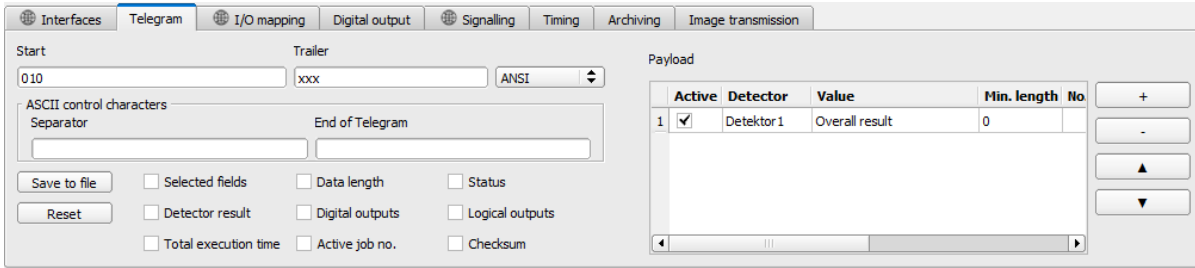 Interfaces Telegram I/O mapping Digital output Signalling Timing Archiving Image transmission
Start Trailer
010 xxx ANSI
ASCII control characters
Separator End of Telegram
Save to file Selected fields Data length Status
Reset Detector result Digital outputs Logical outputs
Total execution time Active job no. Checksum
Payload
Active Detector Value Min. length No.
1 Detektor1 Overall result 0
+
-